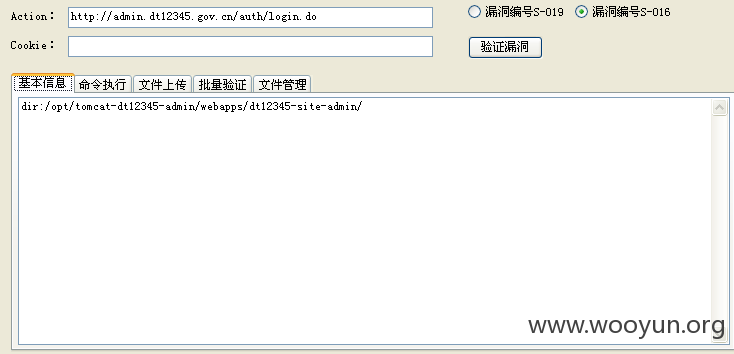 Action： http://admin.dt12345.gov.cn/auth/login.do 漏洞编号S-019 漏洞编号S-016
Cookie： 验证漏洞
基本信息 命令执行 文件上传 批量验证 文件管理
dir:/opt/tomcat-dt12345-admin/webapps/dt12345-site-admin/
www.wooyun.org